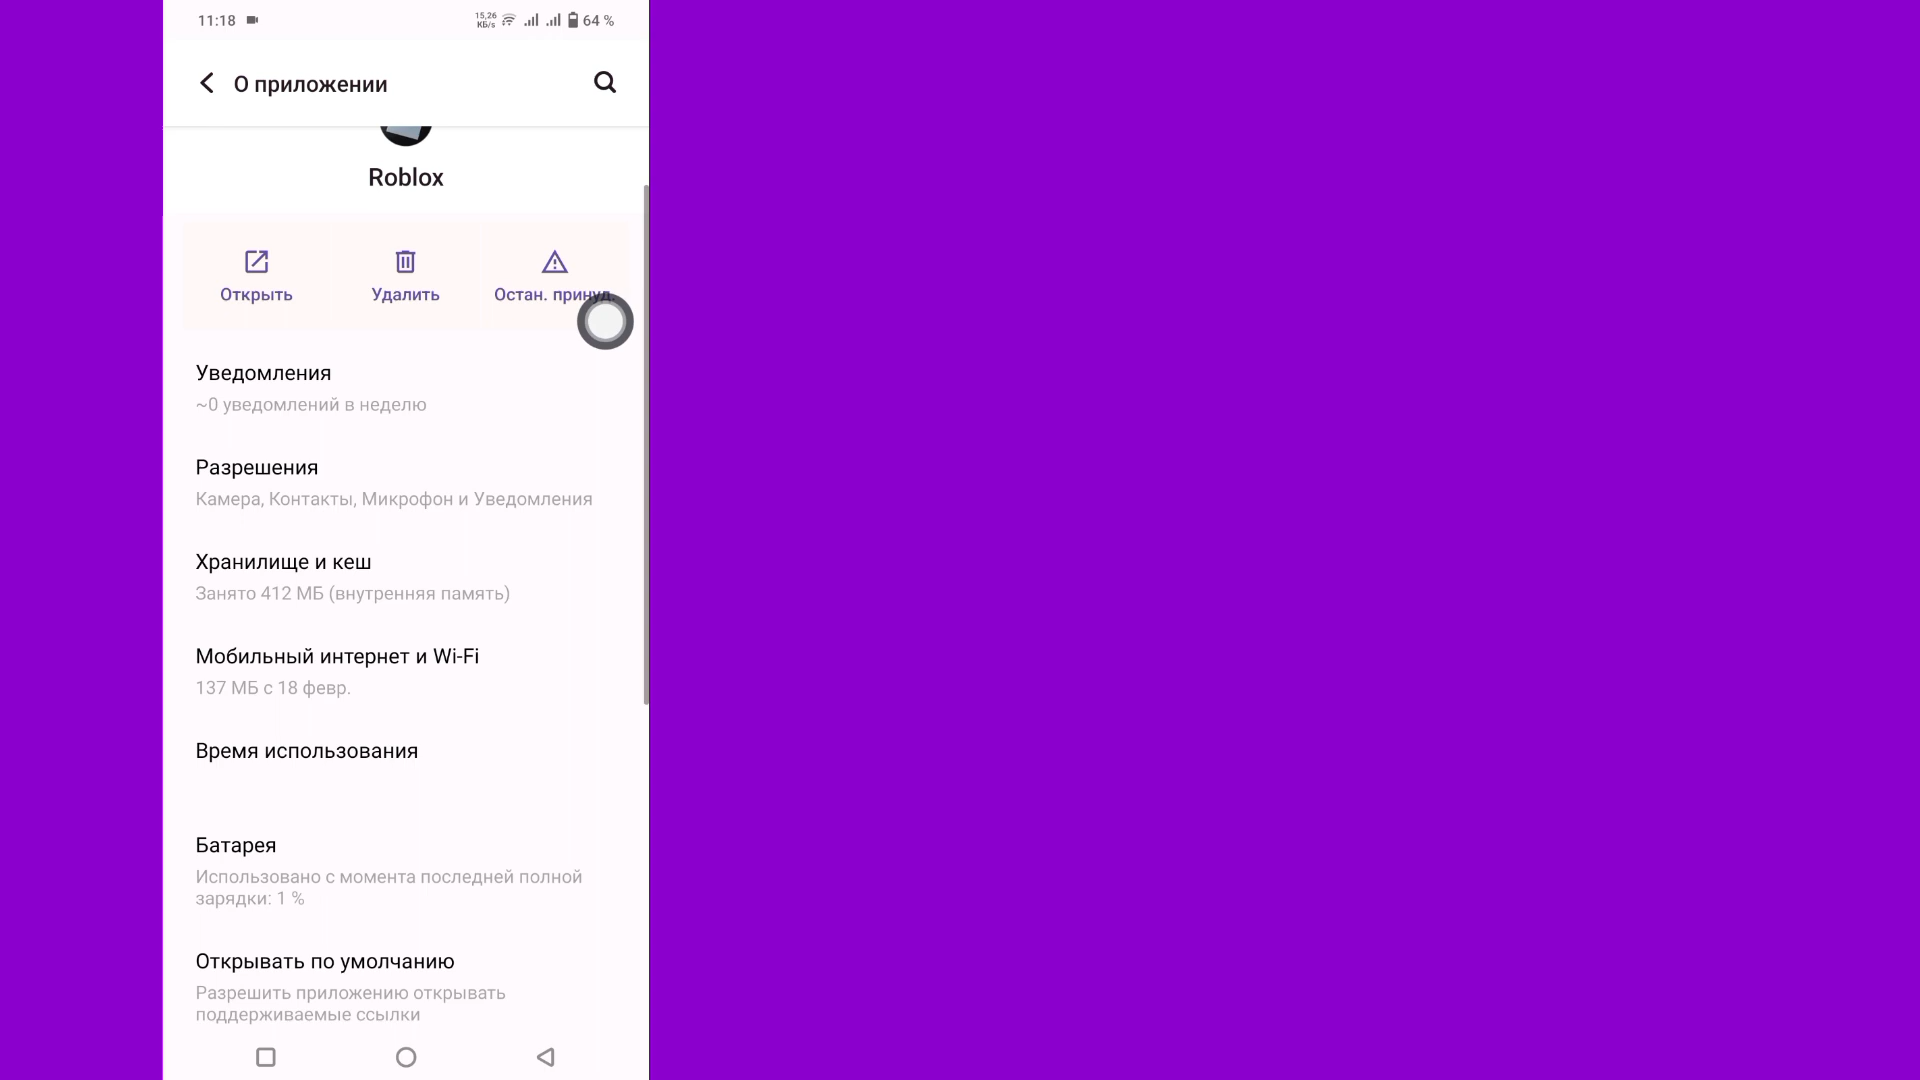 11:18
15,26
КБ/s
64 %
О приложении
Roblox
Открыть
Удалить
Остан. принуд.
Уведомления
~0 уведомлений в неделю
Разрешения
Камера, Контакты, Микрофон и Уведомления
Хранилище и кеш
Занято 412 МБ (внутренняя память)
Мобильный интернет и Wi-Fi
137 МБ с 18 февр.
Время использования
Батарея
Использовано с момента последней полной
зарядки: 1 %
Открывать по умолчанию
Разрешить приложению открывать
поддерживаемые ссылки